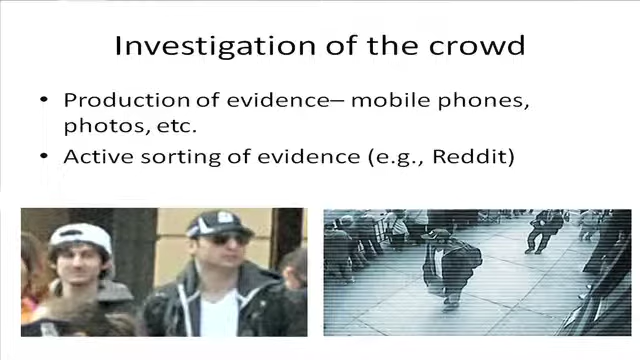 Investigation of the crowd
• Production of evidence– mobile phones,
photos, etc.
• Active sorting of evidence (e.g., Reddit)